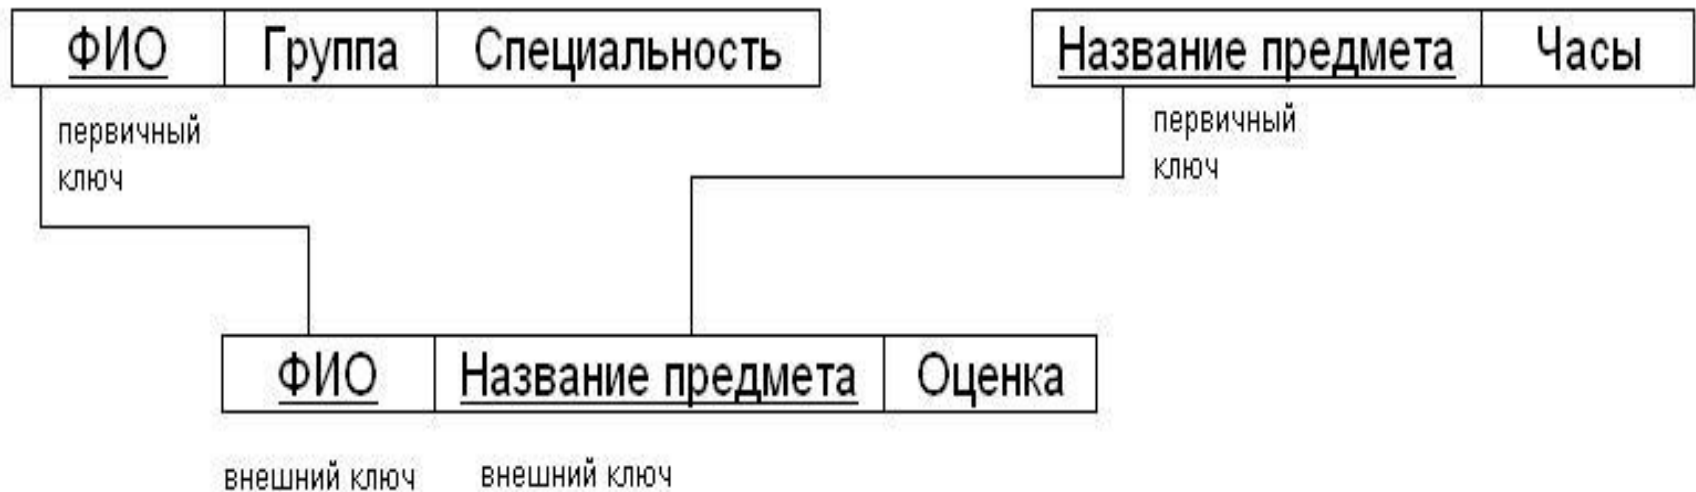 ФИО Группа Специальность
Название предмета Часы
первичный
ключ
первичный
ключ
ФИО Название предмета Оценка
внешний ключ внешний ключ